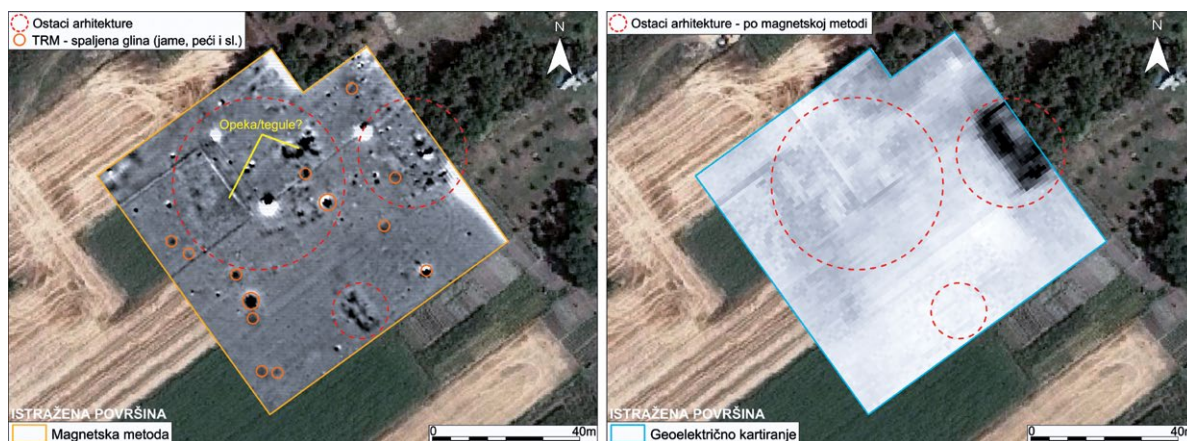 Ostaci arhitekture
TRM - spaljena glina (jame, peći i sl.)
N
Opeka/tegule?
ISTRAŽENA POVRŠINA
Magnetska metoda
0 40m
Ostaci arhitekture - po magnetskoj metodi
N
ISTRAŽENA POVRŠINA
Geoelektrično kartiranje
0 40m